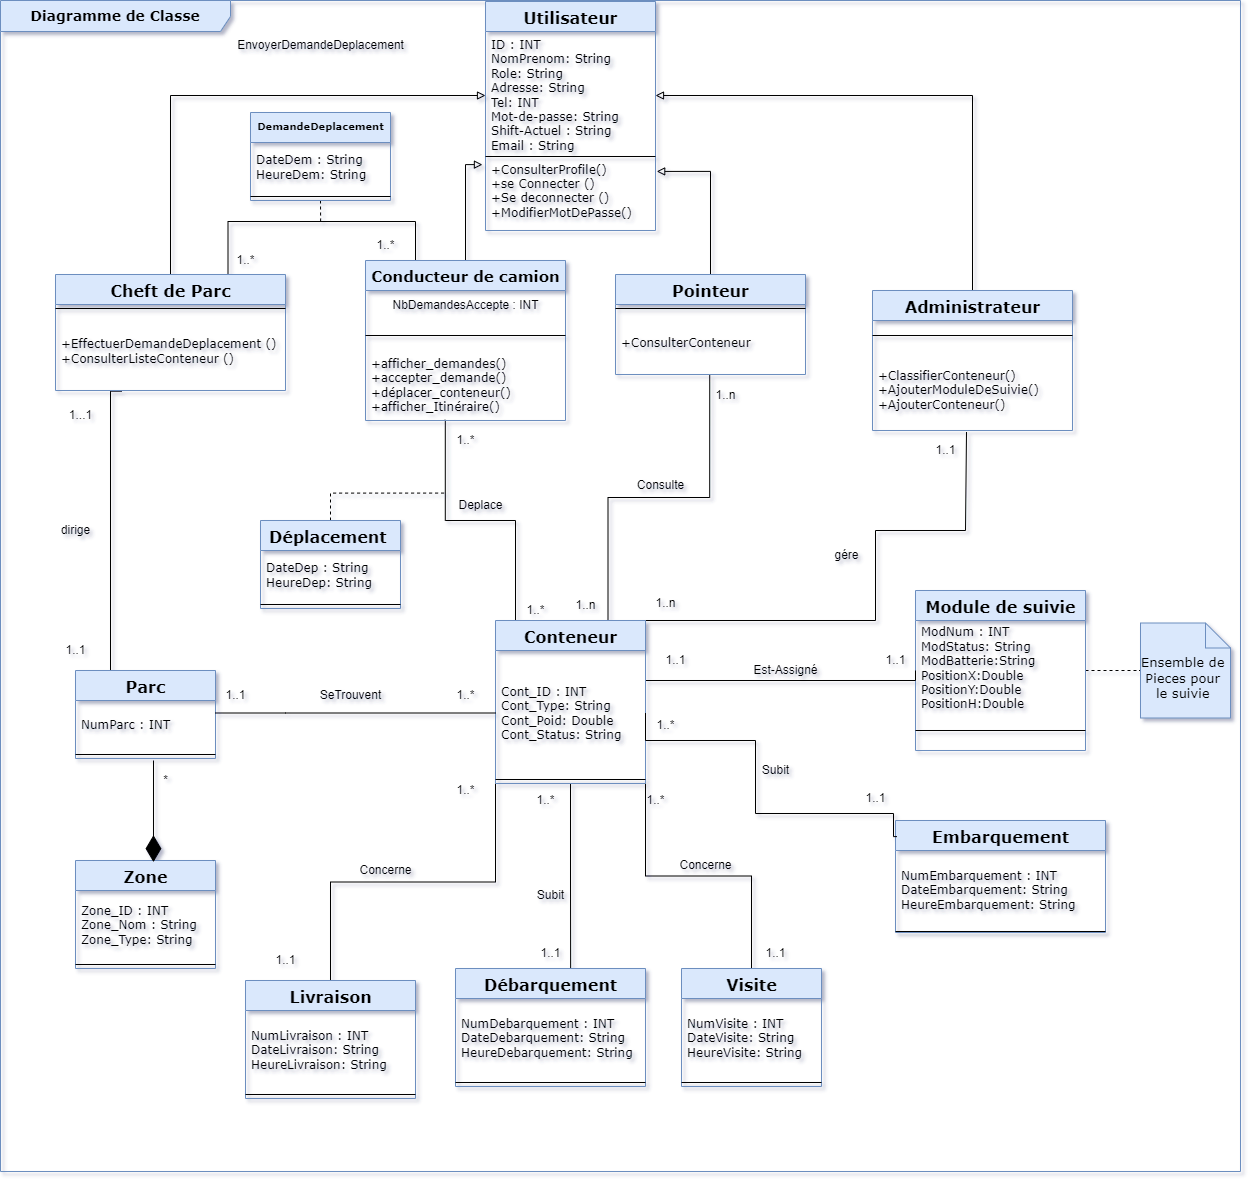 Diagramme de Classe
Utilisateur
ID : INT
NomPrenom: String
Role: String
Adresse: String
Tel: INT
Mot-de-passe: String
Shift-Actuel : String
Email : String
+ConsulterProfile()
+se Connecter ()
+Se deconnecter ()
+ModifierMotDePasse()
EnvoyerDemandeDeplacement
DemandeDeplacement
DateDem : String
HeureDem: String
1..*
1..*
Cheft de Parc
+EffectuerDemandeDeplacement ()
+ConsulterListeConteneur ()
Conducteur de camion
NbDemandesAccepte : INT
+afficher_demandes()
+accepter_demande()
+déplacer_conteneur()
+afficher_Itinéraire()
Pointeur
+ConsulterConteneur
Administrateur
+ClassifierConteneur()
+AjouterModuleDeSuivie()
+AjouterConteneur()
1...1
dirige
1..1
1..*
Deplace
1..*
Déplacement
DateDep : String
HeureDep: String
1..n
Consulte
1..n
1..1
gére
1..n
Conteneur
Cont_ID : INT
Cont_Type: String
Cont_Poid: Double
Cont_Status: String
1..1
Est-Assigné
1..1
Module de suivie
ModNum : INT
ModStatus: String
ModBatterie:String
PositionX:Double
PositionY:Double
PositionH:Double
Ensemble de
Pieces pour
le suivie
Parc
NumParc : INT
1..1
SeTrouvent
1..*
*
Zone
Zone_ID : INT
Zone_Nom : String
Zone_Type: String
1..*
Subit
1..1
Embarquement
NumEmbarquement : INT
DateEmbarquement: String
HeureEmbarquement: String
1..*
Concerne
1..1
Livraison
NumLivraison : INT
DateLivraison: String
HeureLivraison: String
1..*
Subit
1..1
Débarquement
NumDebarquement : INT
DateDebarquement: String
HeureDebarquement: String
1..*
Concerne
1..1
Visite
NumVisite : INT
DateVisite: String
HeureVisite: String